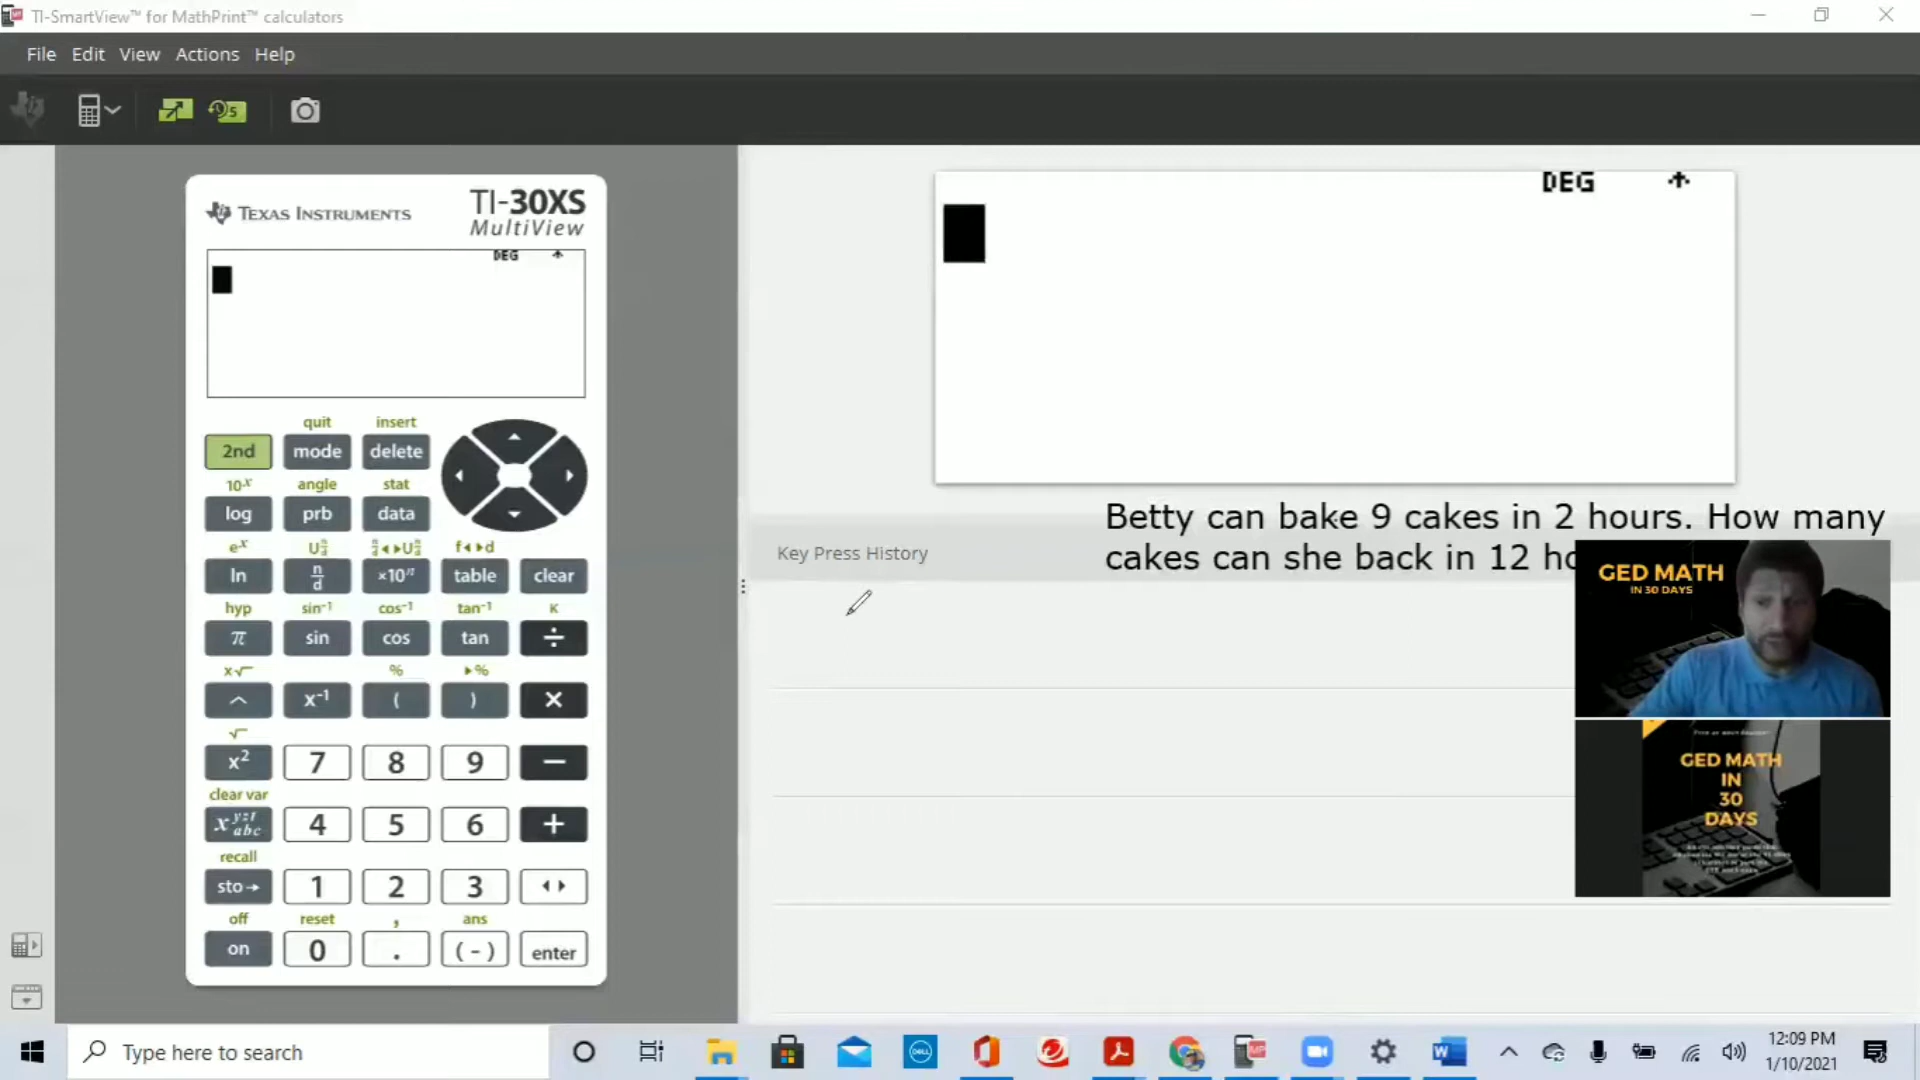 TI-SmartView™ for MathPrint™ calculators
File Edit View Actions Help
TEXAS INSTRUMENTS
TI-30XS
MultiView
DEG
DEG
quit insert
2nd mode delete
10ˣ angle stat
log prb data
eˣ U n/d n/d◄►U n/d f◄►d
ln n/d ×10ⁿ table clear
hyp sin⁻¹ cos⁻¹ tan⁻¹ K
π sin cos tan ÷
x√ % ►%
^ x⁻¹ ( ) ×
√
x² 7 8 9 −
clear var
x yzt abc 4 5 6 +
recall
sto→ 1 2 3 ◄►
off reset , ans
on 0 . (-) enter
Betty can bake 9 cakes in 2 hours. How many
cakes can she back in 12 ho
Key Press History
GED MATH
IN 30 DAYS
GED MATH
IN
30
DAYS
Type here to search
DELL
12:09 PM
1/10/2021